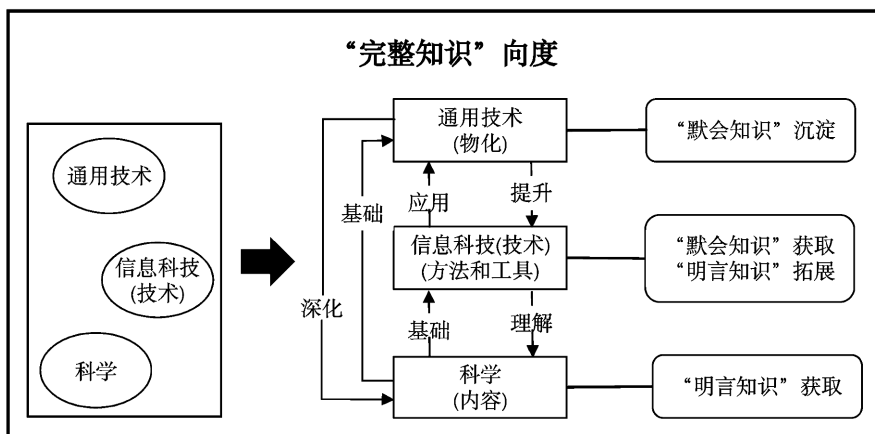 “完整知识”向度
通用技术
信息科技
(技术)
科学
通用技术
(物化)
“默会知识”沉淀
应用
提升
基础
信息科技(技术)
(方法和工具)
“默会知识”获取
“明言知识”拓展
深化
基础
理解
科学
(内容)
“明言知识”获取